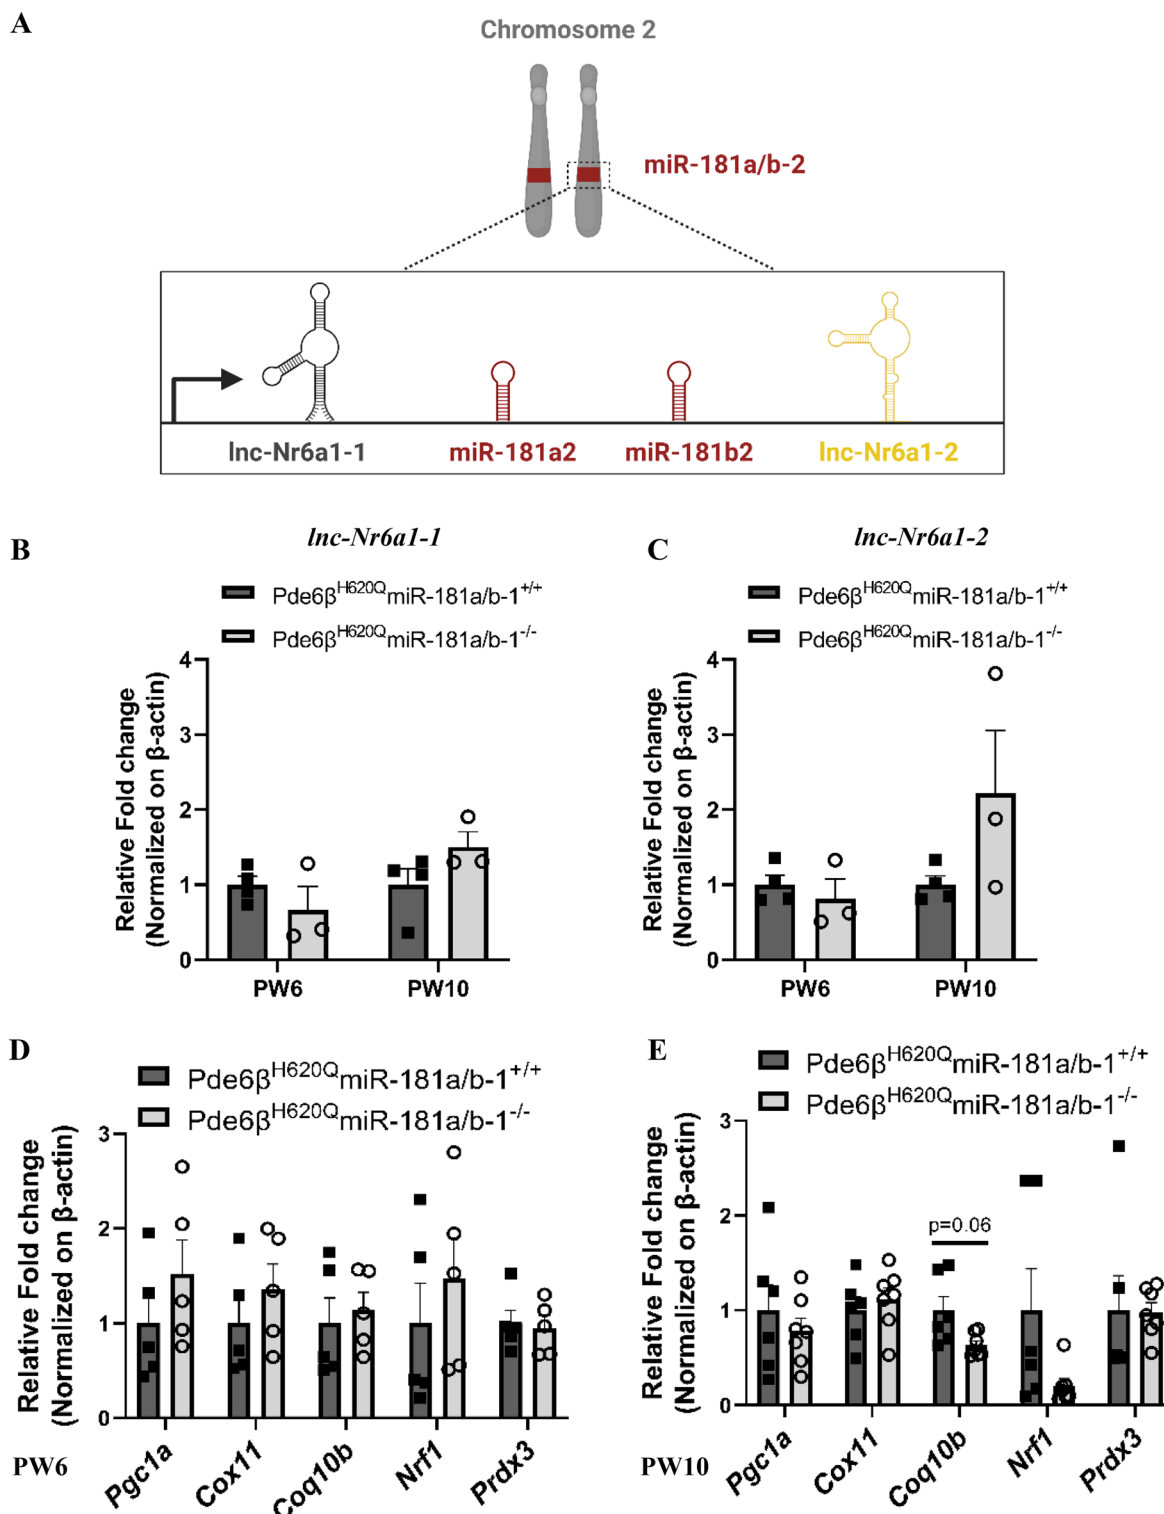 A
Chromosome 2
miR-181a/b-2
lnc-Nr6a1-1 miR-181a2 miR-181b2 lnc-Nr6a1-2
B
lnc-Nr6a1-1
Pde6β^H620Q miR-181a/b-1^+/+
Pde6β^H620Q miR-181a/b-1^-/-
Relative Fold change
(Normalized on β-actin)
4
3
2
1
0
PW6 PW10
C
lnc-Nr6a1-2
Pde6β^H620Q miR-181a/b-1^+/+
Pde6β^H620Q miR-181a/b-1^-/-
Relative Fold change
(Normalized on β-actin)
4
3
2
1
0
PW6 PW10
D
Pde6β^H620Q miR-181a/b-1^+/+
Pde6β^H620Q miR-181a/b-1^-/-
Relative Fold change
(Normalized on β-actin)
3
2
1
0
Pgc1a Cox11 Coq10b Nrf1 Prdx3
PW6
E
Pde6β^H620Q miR-181a/b-1^+/+
Pde6β^H620Q miR-181a/b-1^-/-
Relative Fold change
(Normalized on β-actin)
3
2
1
0
p=0.06
Pgc1a Cox11 Coq10b Nrf1 Prdx3
PW10